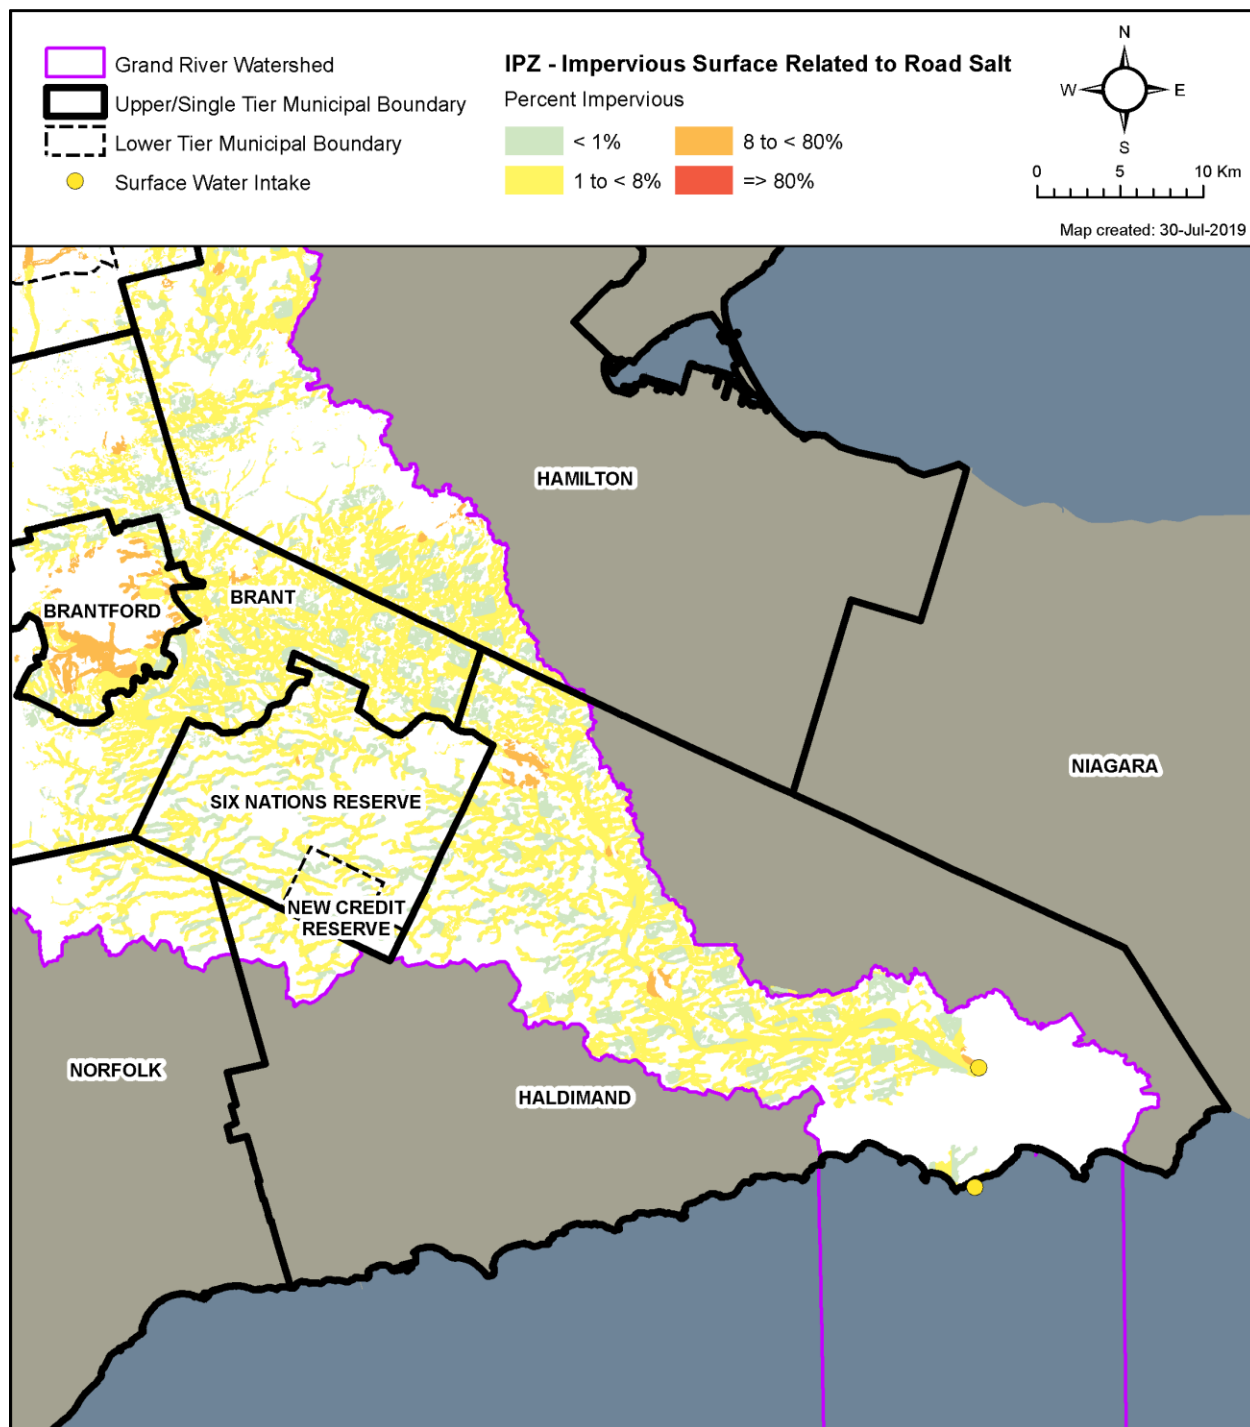 Grand River Watershed
Upper/Single Tier Municipal Boundary
Lower Tier Municipal Boundary
Surface Water Intake
IPZ - Impervious Surface Related to Road Salt
Percent Impervious
< 1%
8 to < 80%
1 to < 8%
=> 80%
N
W
E
S
0
5
10 Km
Map created: 30-Jul-2019
HAMILTON
BRANTFORD
BRANT
NIAGARA
SIX NATIONS RESERVE
NEW CREDIT
RESERVE
NORFOLK
HALDIMAND